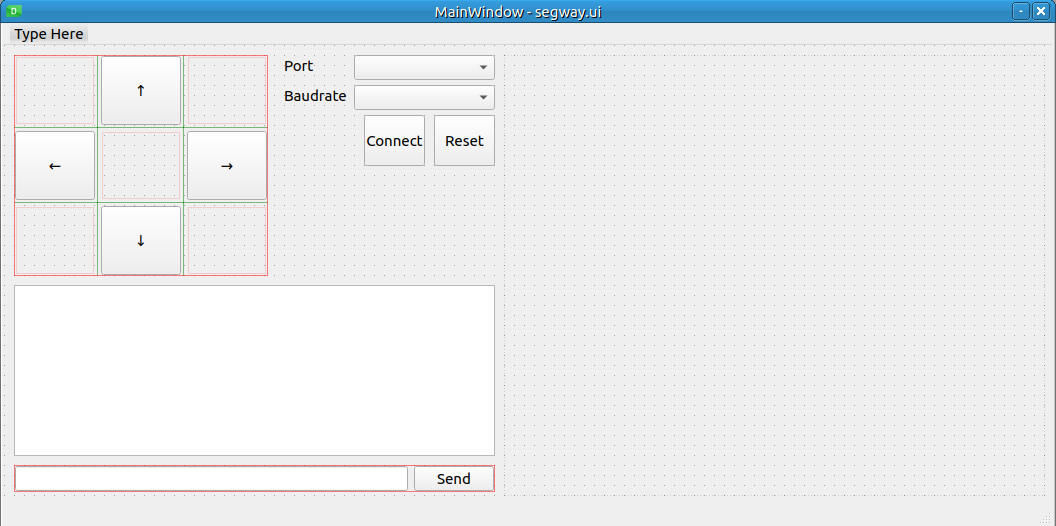 MainWindow - segway.ui
Type Here
↑
← →
↓
Port
Baudrate
Connect Reset
Send